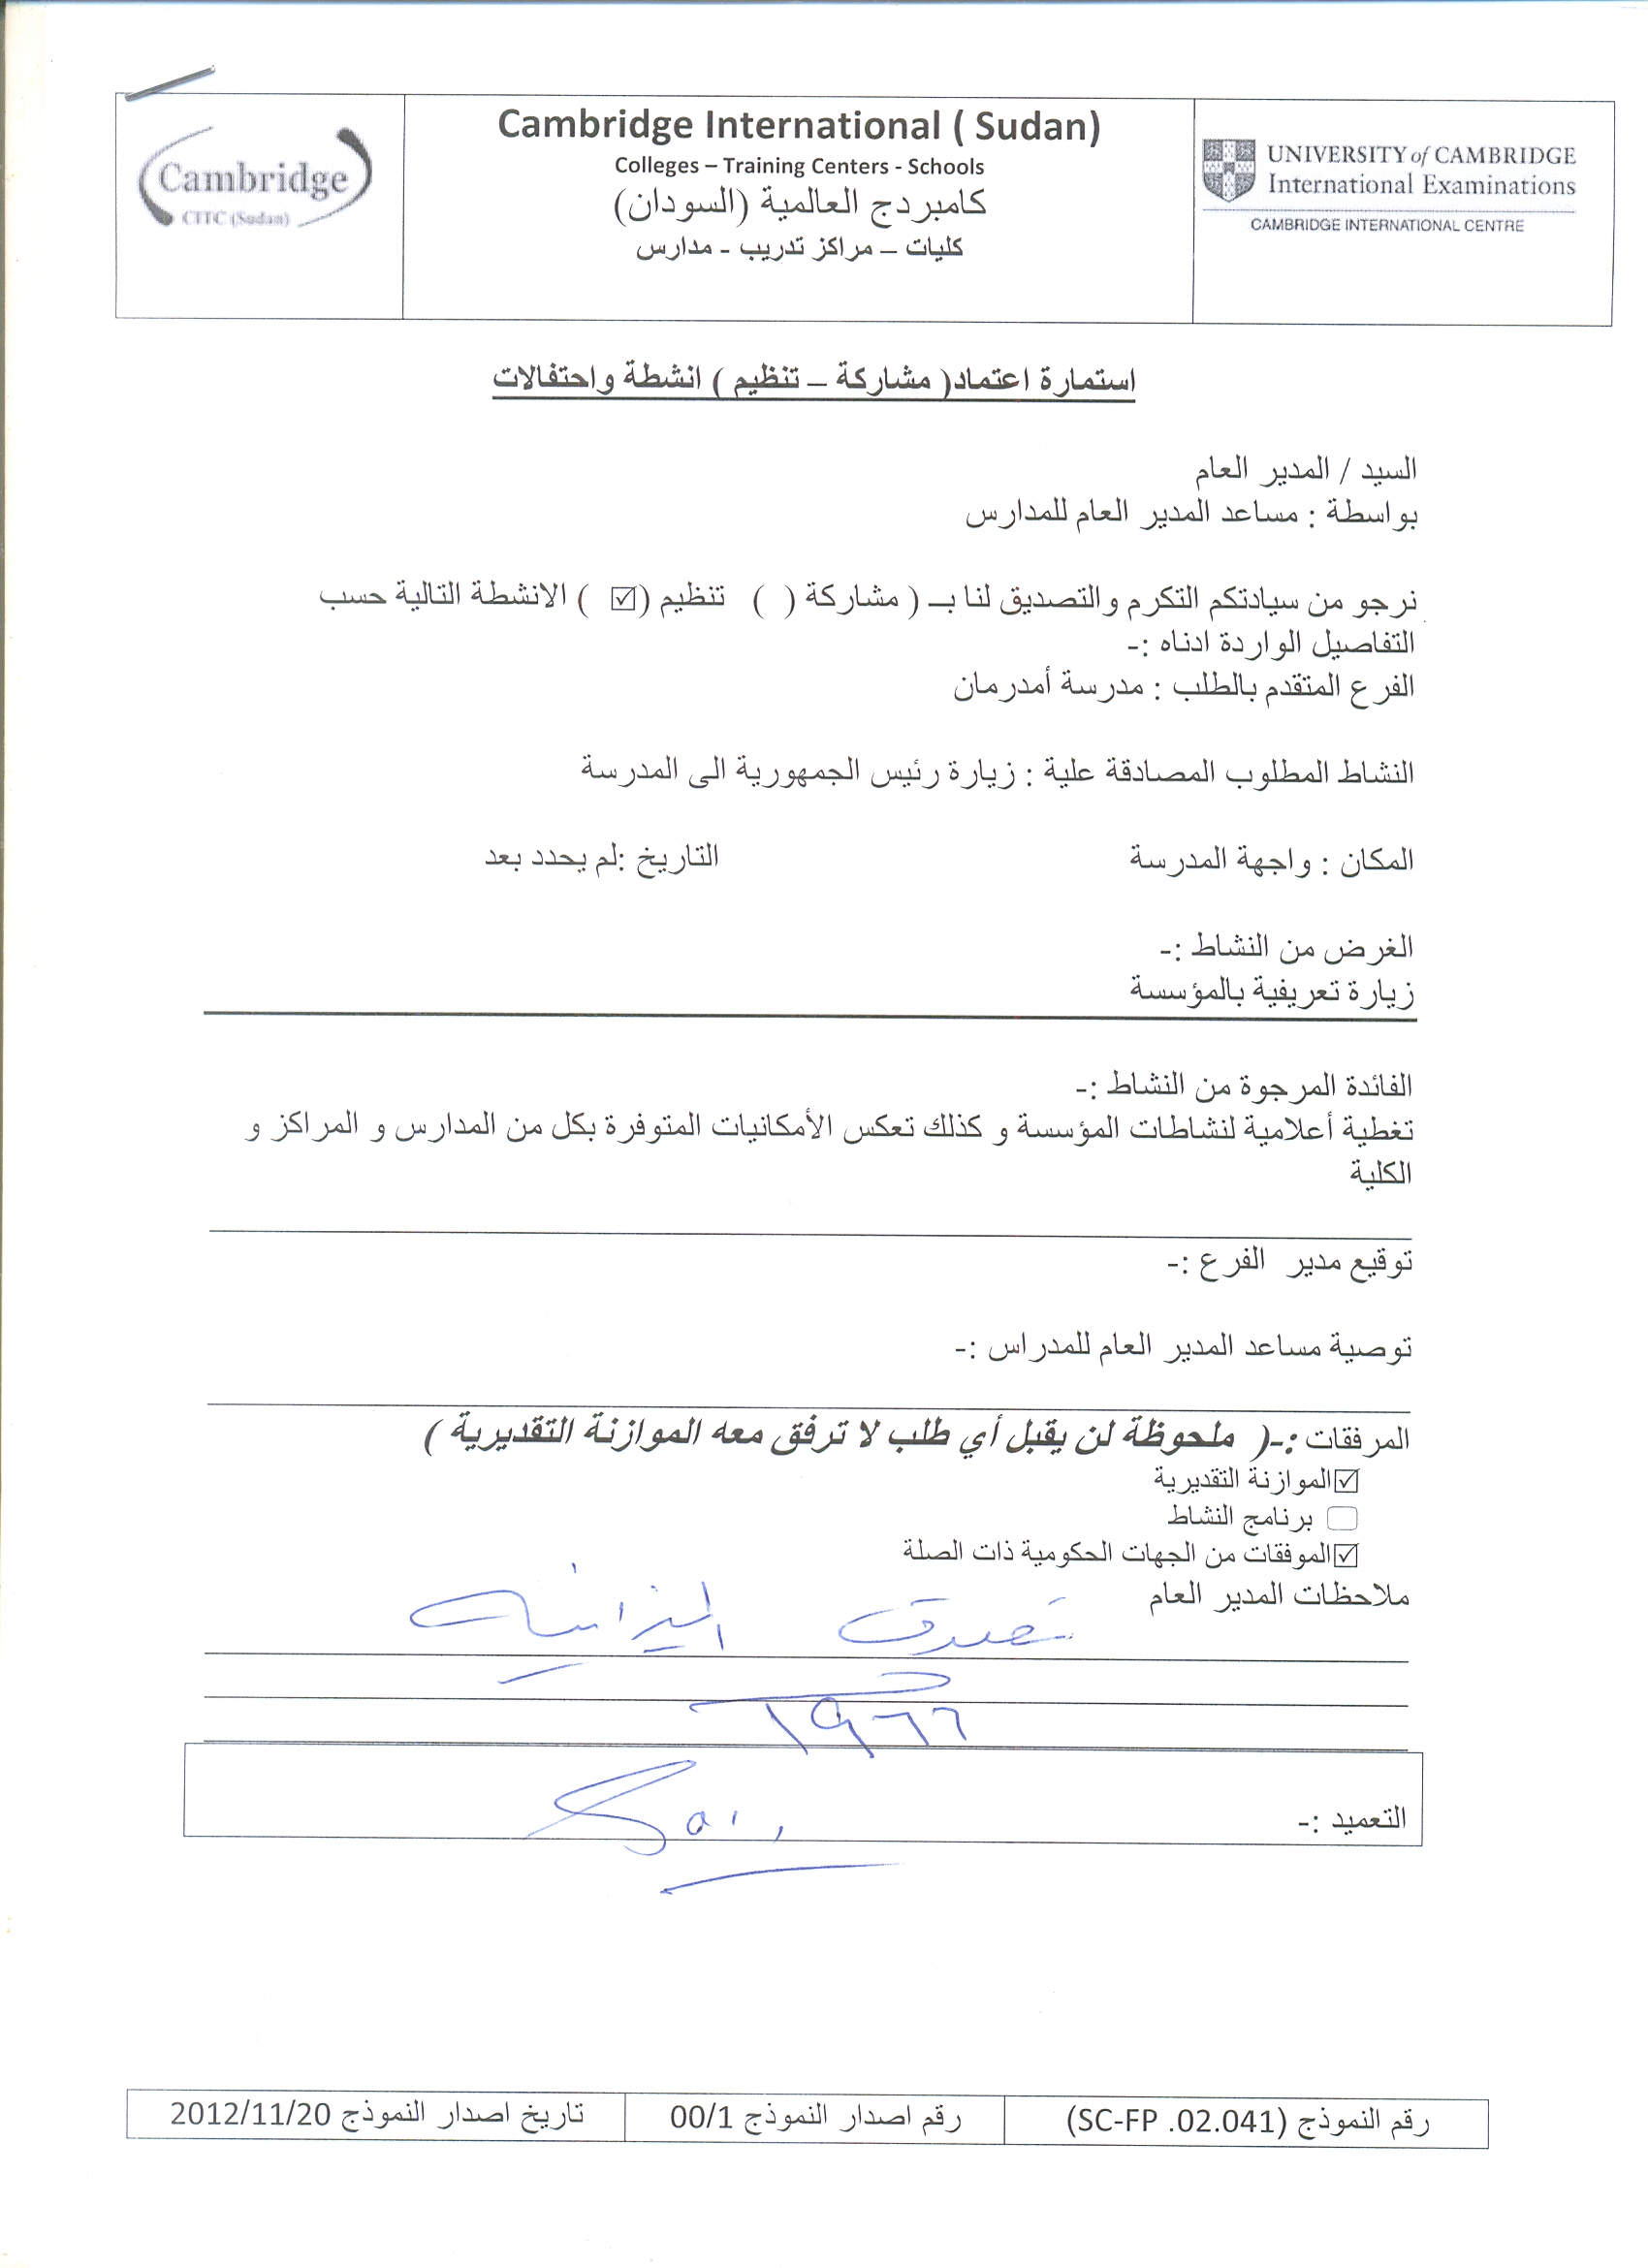 Cambridge
CITC (Sudan)
Cambridge International ( Sudan)
Colleges – Training Centers - Schools
كامبردج العالمية (السودان)
كليات – مراكز تدريب - مدارس
UNIVERSITY of CAMBRIDGE
International Examinations
CAMBRIDGE INTERNATIONAL CENTRE
استمارة اعتماد( مشاركة – تنظيم ) انشطة واحتفالات
السيد / المدير العام
بواسطة : مساعد المدير العام للمدارس
نرجو من سيادتكم التكرم والتصديق لنا بـ ( مشاركة ( ) تنظيم (☑ ) الانشطة التالية حسب
التفاصيل الواردة ادناه :-
الفرع المتقدم بالطلب : مدرسة أمدرمان
النشاط المطلوب المصادقة علية : زيارة رئيس الجمهورية الى المدرسة
المكان : واجهة المدرسة التاريخ :لم يحدد بعد
الغرض من النشاط :-
زيارة تعريفية بالمؤسسة
الفائدة المرجوة من النشاط :-
تغطية أعلامية لنشاطات المؤسسة و كذلك تعكس الأمكانيات المتوفرة بكل من المدارس و المراكز و
الكلية
توقيع مدير الفرع :-
توصية مساعد المدير العام للمدراس :-
المرفقات :-( ملحوظة لن يقبل أي طلب لا ترفق معه الموازنة التقديرية )
☑الموازنة التقديرية
برنامج النشاط
☑الموفقات من الجهات الحكومية ذات الصلة
ملاحظات المدير العام
تصدق الميزانية
التعميد :-
رقم النموذج (SC-FP .02.041)
رقم اصدار النموذج 00/1
تاريخ اصدار النموذج 2012/11/20